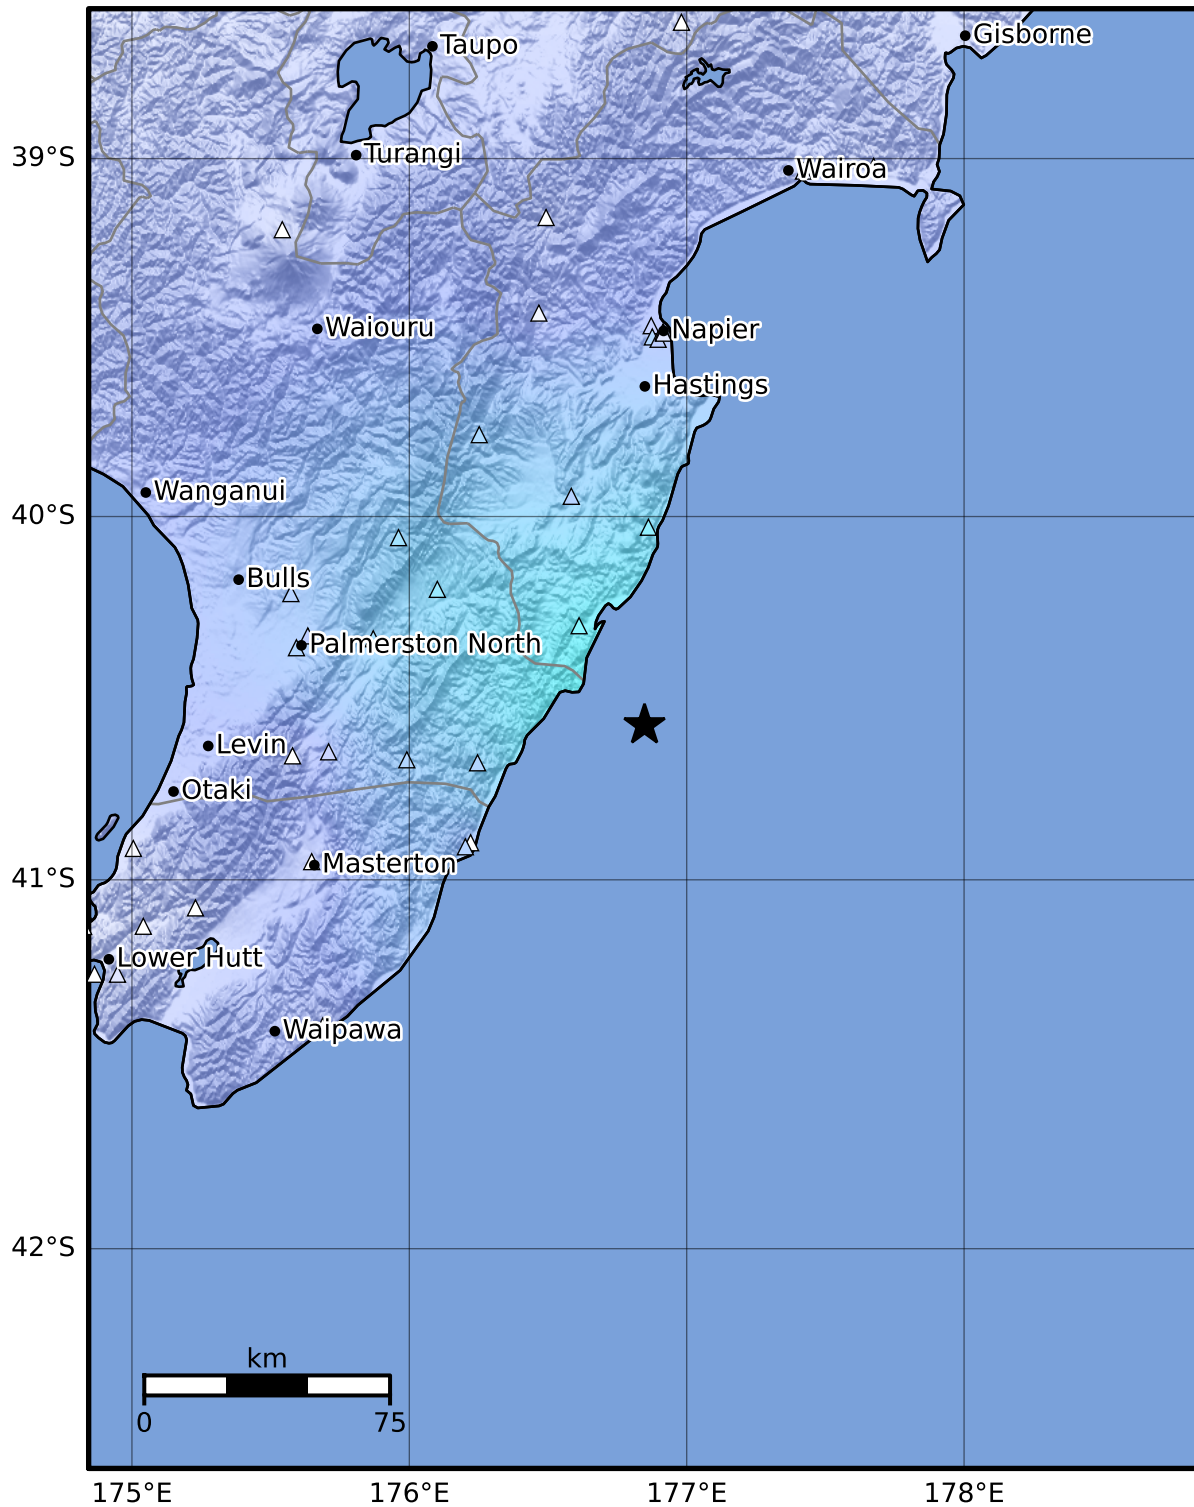 Gisborne
Taupo
Turangi
39°S
Wairoa
Waiouru
Napier
Hastings
Wanganui
40°S
Bulls
Palmerston North
Levin
Otaki
Masterton
41°S
Lower Hutt
Waipawa
42°S
km
0
75
175°E
176°E
177°E
178°E